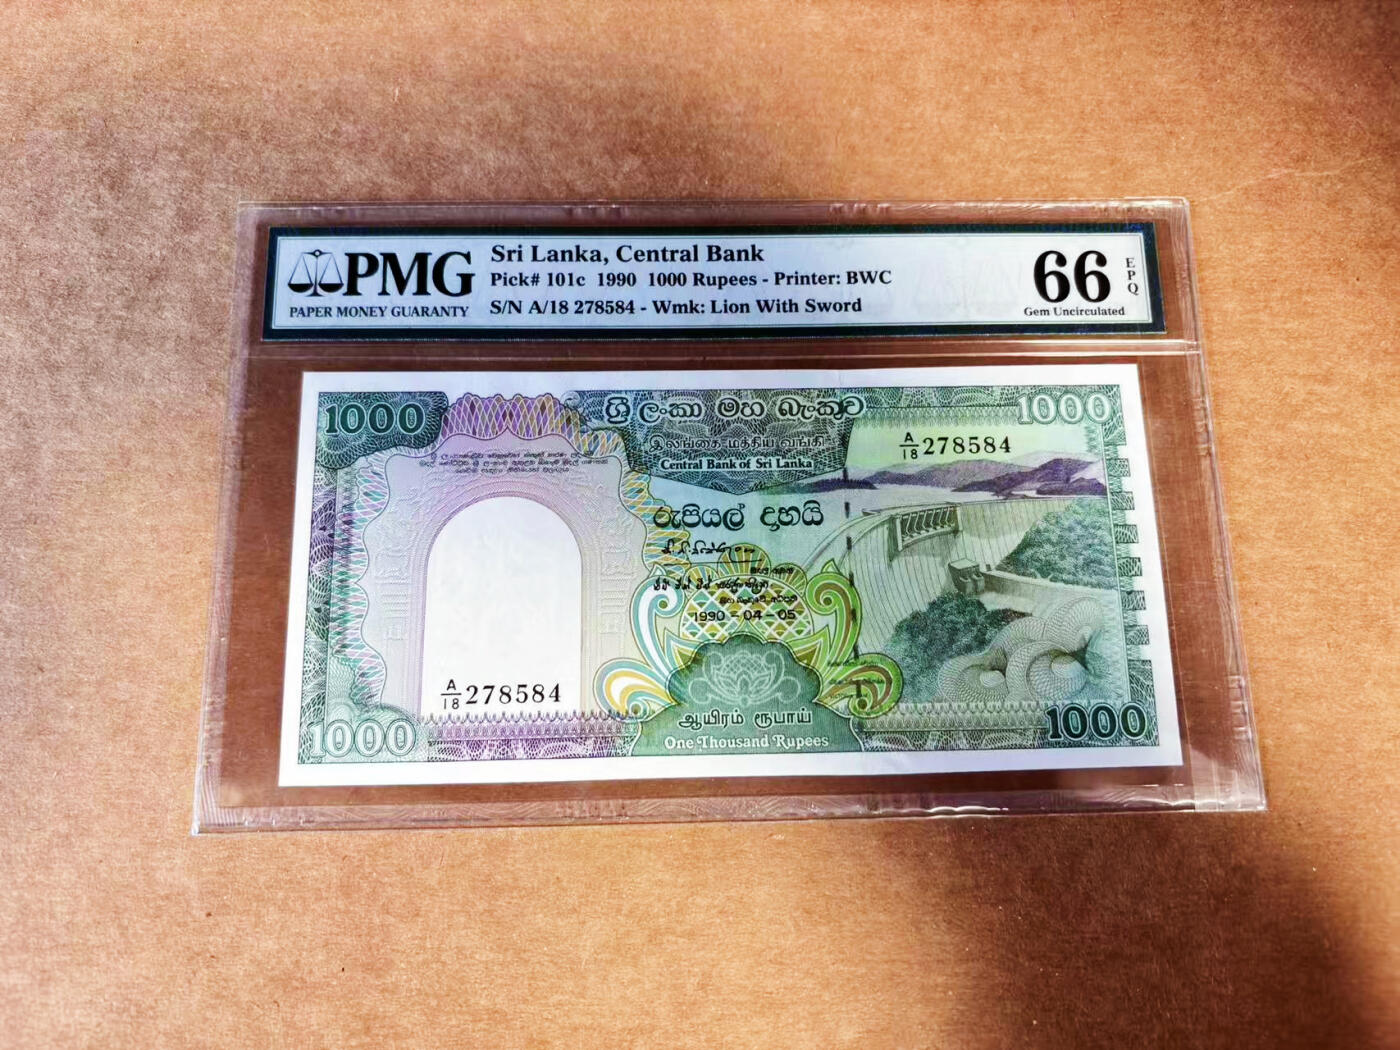 PMG
PAPER MONEY GUARANTY
Sri Lanka, Central Bank
Pick# 101c 1990 1000 Rupees - Printer: BWC
S/N A/18 278584 - Wmk: Lion With Sword
66
EPQ
Gem Uncirculated
1000
ශ්‍රී ලංකා මහ බැංකුව
1000
இலங்கை மத்திய வங்கி
Central Bank of Sri Lanka
A/18 278584
රුපියල් දාහයි
1990-04-05
A/18 278584
1000
ஆயிரம் ரூபாய்
One Thousand Rupees
1000